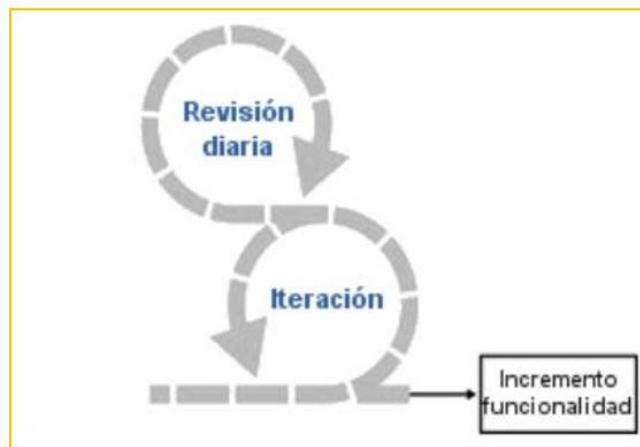 Revisión
diaria
Iteración
Incremento
funcionalidad